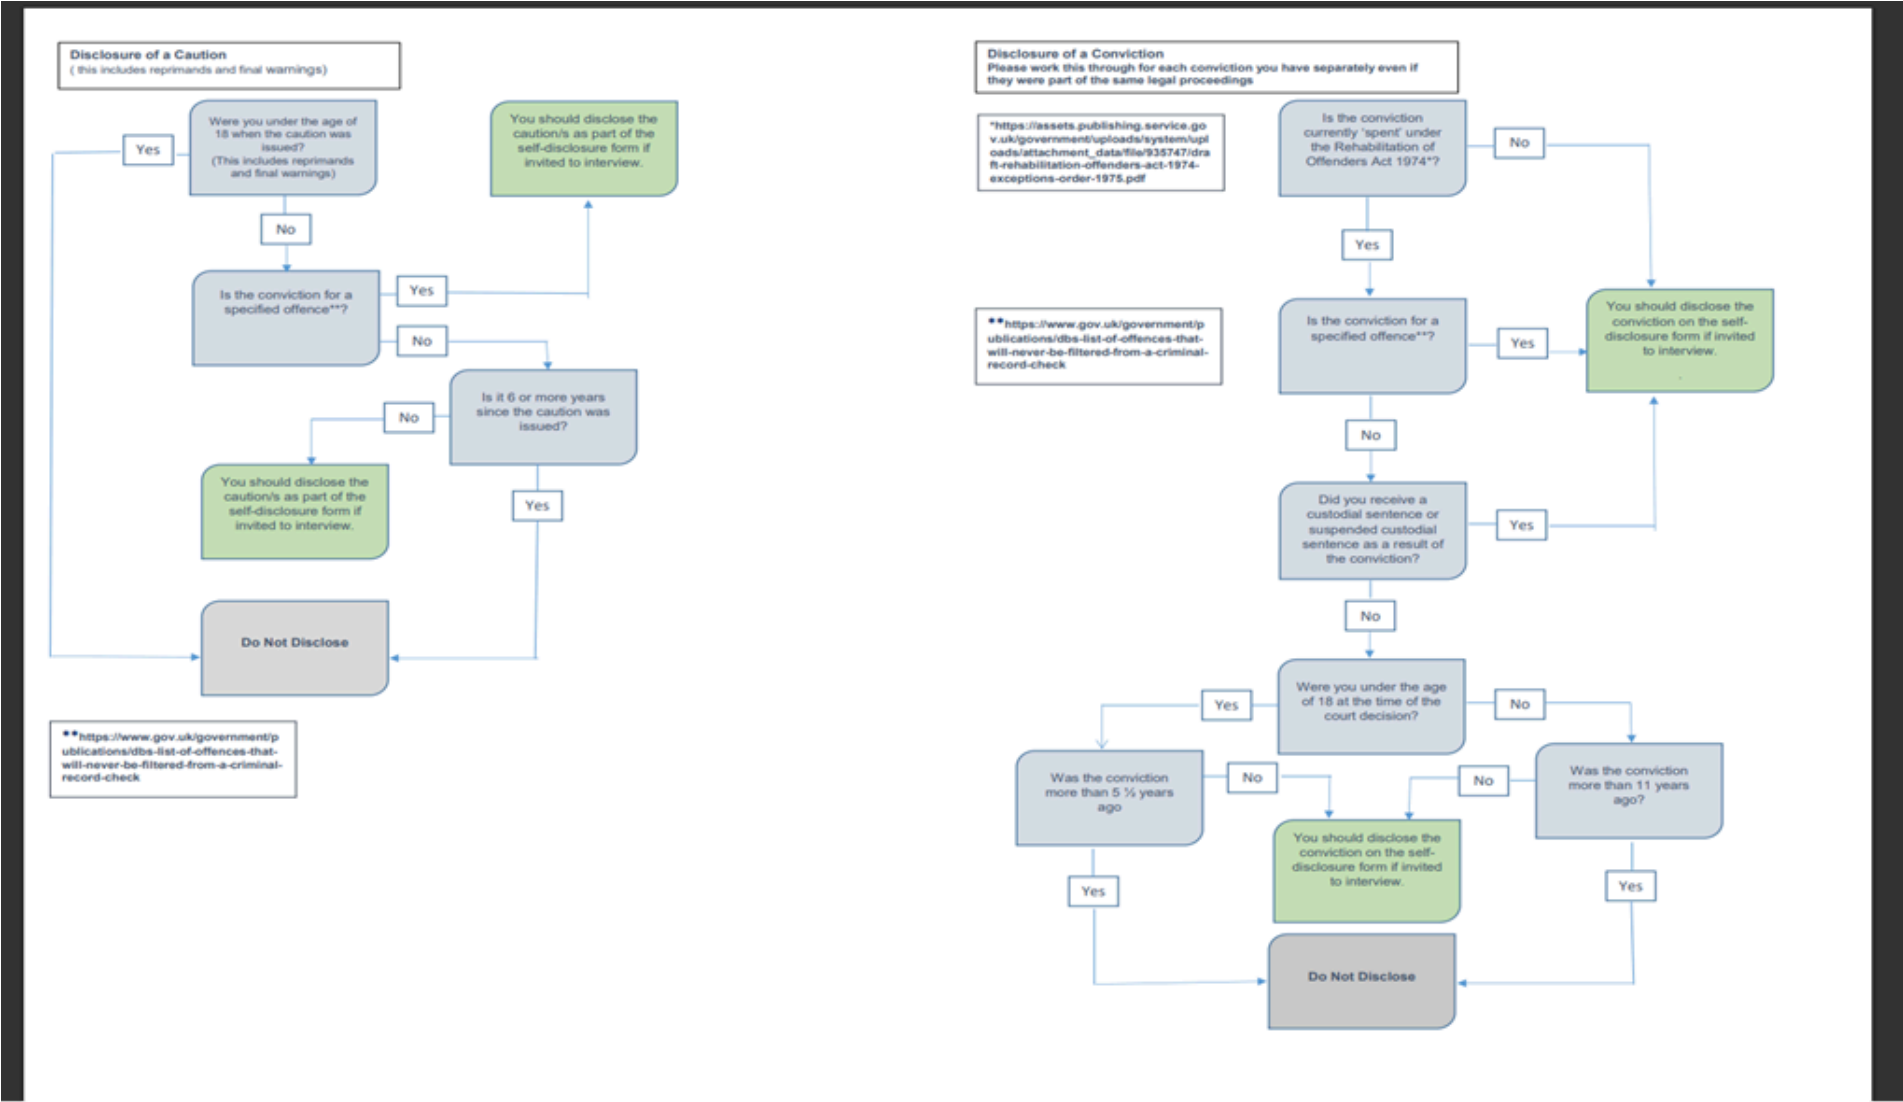 Disclosure of a Caution
( this includes reprimands and final warnings)
Were you under the age of
18 when the caution was
issued?
(This includes reprimands
and final warnings)
Yes
You should disclose the
caution/s as part of the
self-disclosure form if
invited to interview.
No
Is the conviction for a
specified offence**?
Yes
No
Is it 6 or more years
since the caution was
issued?
No
You should disclose the
caution/s as part of the
self-disclosure form if
invited to interview.
Yes
Do Not Disclose
**https://www.gov.uk/government/p
ublications/dbs-list-of-offences-that-
will-never-be-filtered-from-a-criminal-
record-check
Disclosure of a Conviction
Please work this through for each conviction you have separately even if
they were part of the same legal proceedings
*https://assets.publishing.service.go
v.uk/government/uploads/system/upl
oads/attachment_data/file/935747/dra
ft-rehabilitation-offenders-act-1974-
exceptions-order-1975.pdf
Is the conviction
currently 'spent' under
the Rehabilitation of
Offenders Act 1974*?
No
Yes
**https://www.gov.uk/government/p
ublications/dbs-list-of-offences-that-
will-never-be-filtered-from-a-criminal-
record-check
Is the conviction for a
specified offence**?
Yes
You should disclose the
conviction on the self-
disclosure form if invited
to interview.
.
No
Did you receive a
custodial sentence or
suspended custodial
sentence as a result of
the conviction?
Yes
No
Were you under the age
of 18 at the time of the
court decision?
Yes
No
Was the conviction
more than 5 ½ years
ago
No
No
Was the conviction
more than 11 years
ago?
You should disclose the
conviction on the self-
disclosure form if invited
to interview.
Yes
Yes
Do Not Disclose